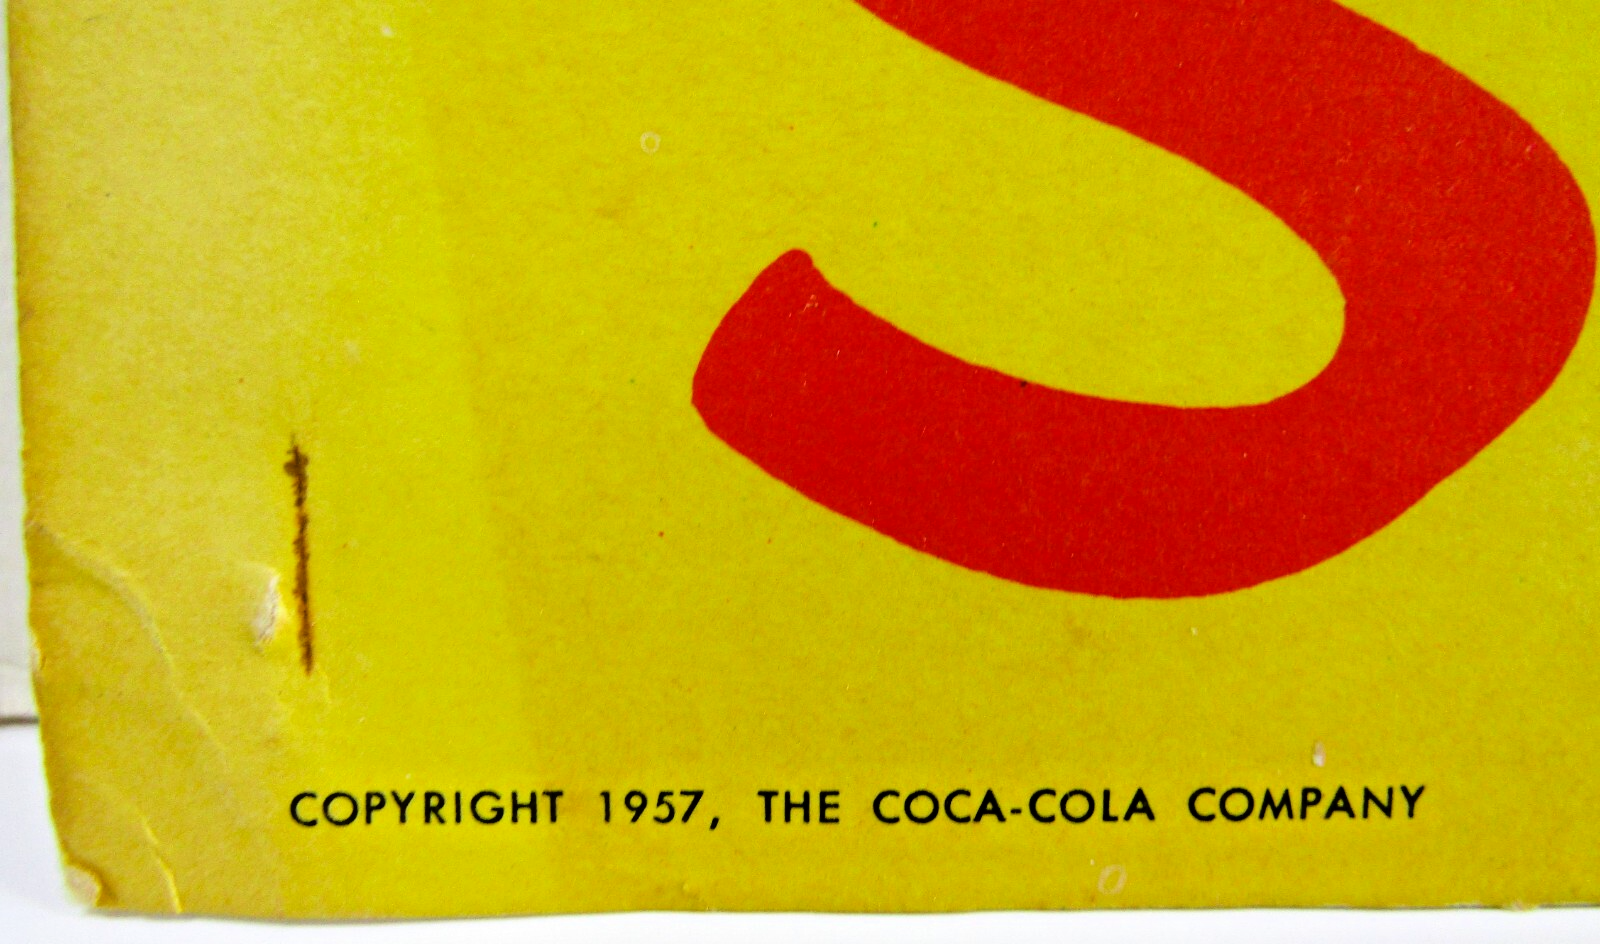 S
COPYRIGHT 1957, THE COCA-COLA COMPANY